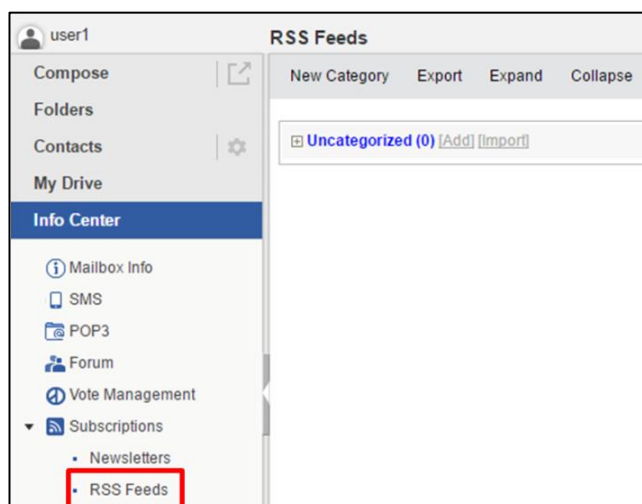 user1
RSS Feeds
Compose
New Category Export Expand Collapse
Folders
Contacts
Uncategorized (0) [Add] [Import]
My Drive
Info Center
Mailbox Info
SMS
POP3
Forum
Vote Management
Subscriptions
Newsletters
RSS Feeds